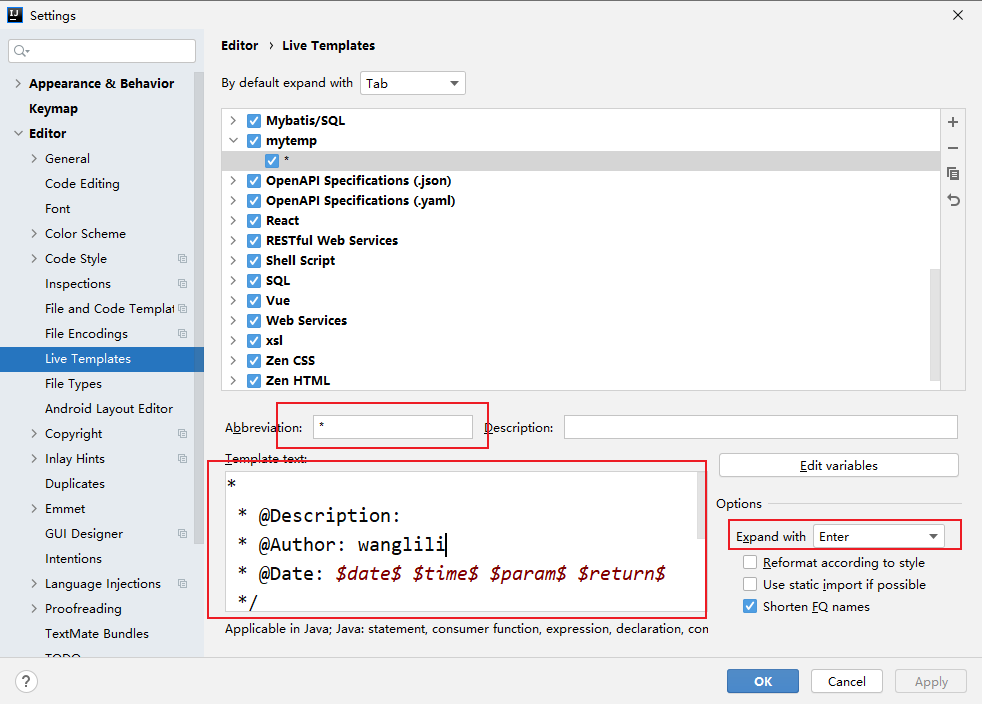 Settings
Editor › Live Templates
By default expand with Tab
Appearance & Behavior
Keymap
Editor
General
Code Editing
Font
Color Scheme
Code Style
Inspections
File and Code Templat
File Encodings
Live Templates
File Types
Android Layout Editor
Copyright
Inlay Hints
Duplicates
Emmet
GUI Designer
Intentions
Language Injections
Proofreading
TextMate Bundles
TODO
Mybatis/SQL
mytemp
*
OpenAPI Specifications (.json)
OpenAPI Specifications (.yaml)
React
RESTful Web Services
Shell Script
SQL
Vue
Web Services
xsl
Zen CSS
Zen HTML
Abbreviation: * Description:
Template text:
*
* @Description:
* @Author: wanglili
* @Date: $date$ $time$ $param$ $return$
*/
Edit variables
Options
Expand with Enter
Reformat according to style
Use static import if possible
Shorten FQ names
Applicable in Java; Java: statement, consumer function, expression, declaration, con
? OK Cancel Apply